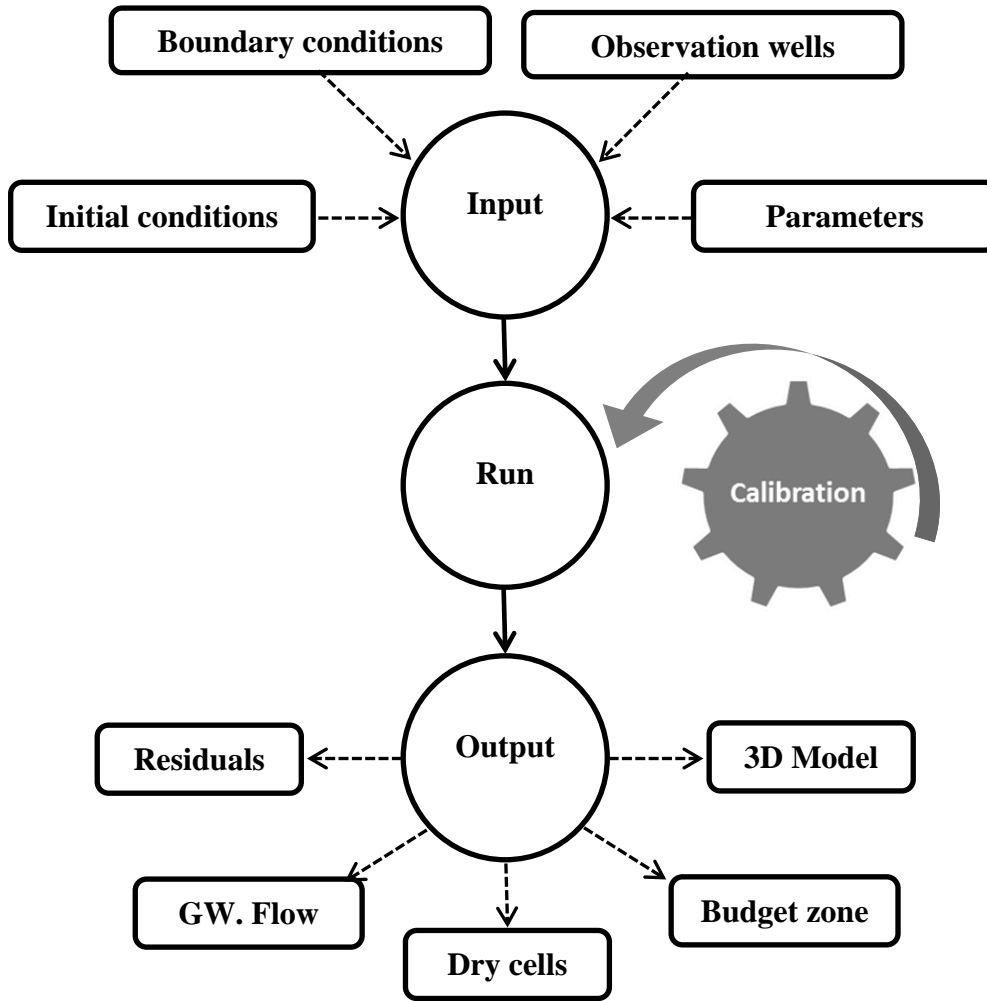 Boundary conditions
Observation wells
Initial conditions
Input
Parameters
Run
Calibration
Residuals
Output
3D Model
GW. Flow
Dry cells
Budget zone